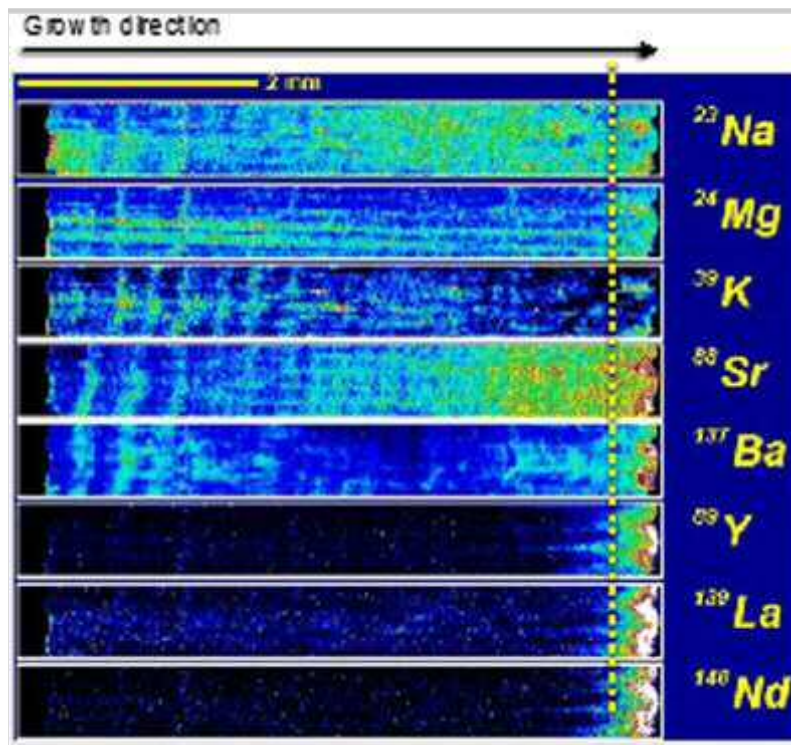 Growth direction
2 mm
23Na
24Mg
39K
88Sr
137Ba
89Y
139La
146Nd